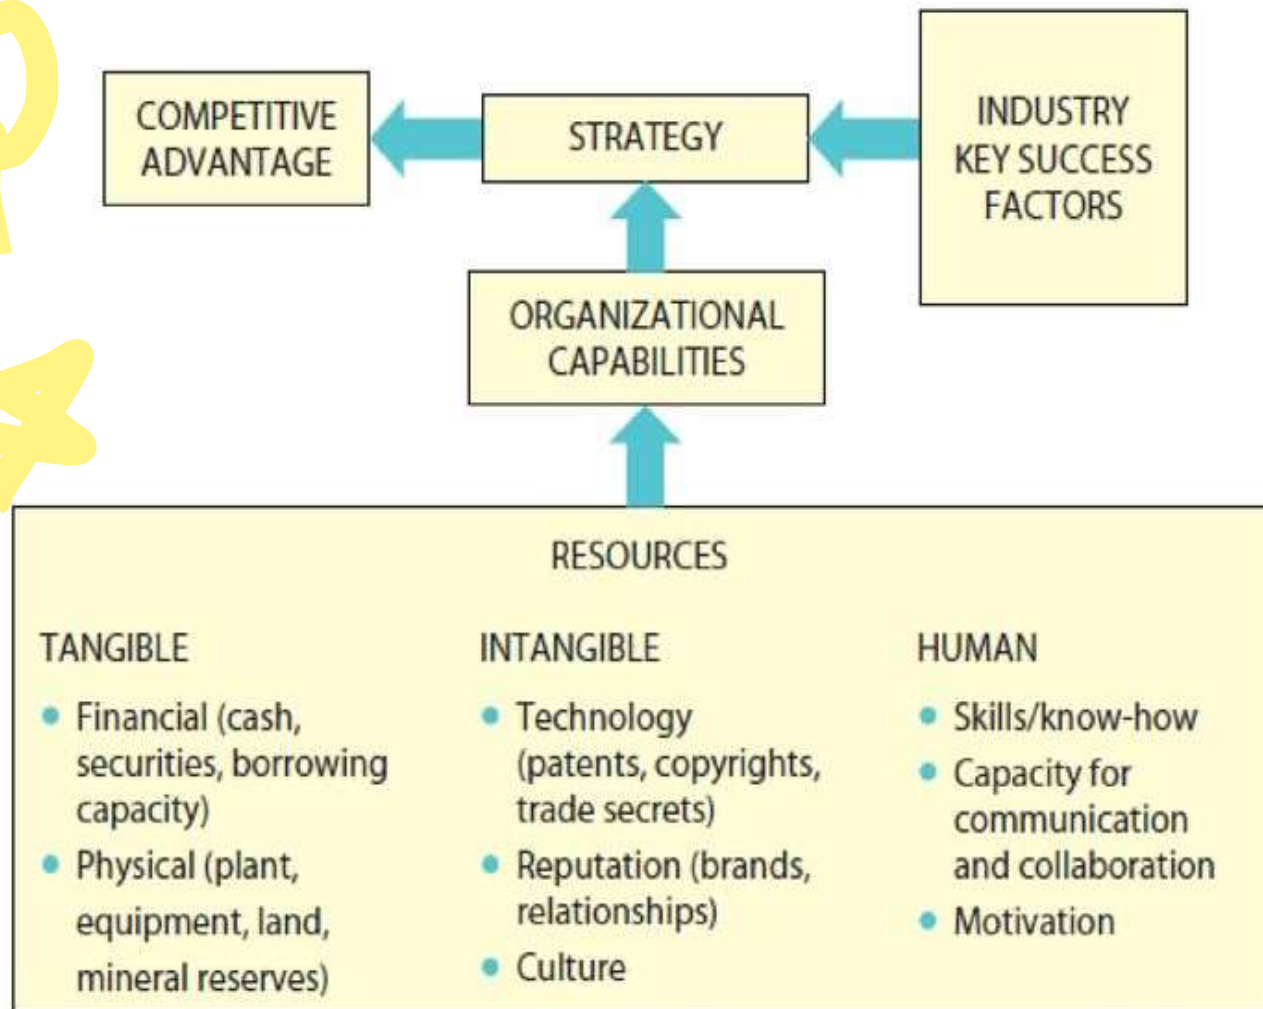 COMPETITIVE
ADVANTAGE
STRATEGY
INDUSTRY
KEY SUCCESS
FACTORS
ORGANIZATIONAL
CAPABILITIES
RESOURCES
TANGIBLE
• Financial (cash,
securities, borrowing
capacity)
• Physical (plant,
equipment, land,
mineral reserves)
INTANGIBLE
• Technology
(patents, copyrights,
trade secrets)
• Reputation (brands,
relationships)
• Culture
HUMAN
• Skills/know-how
• Capacity for
communication
and collaboration
• Motivation